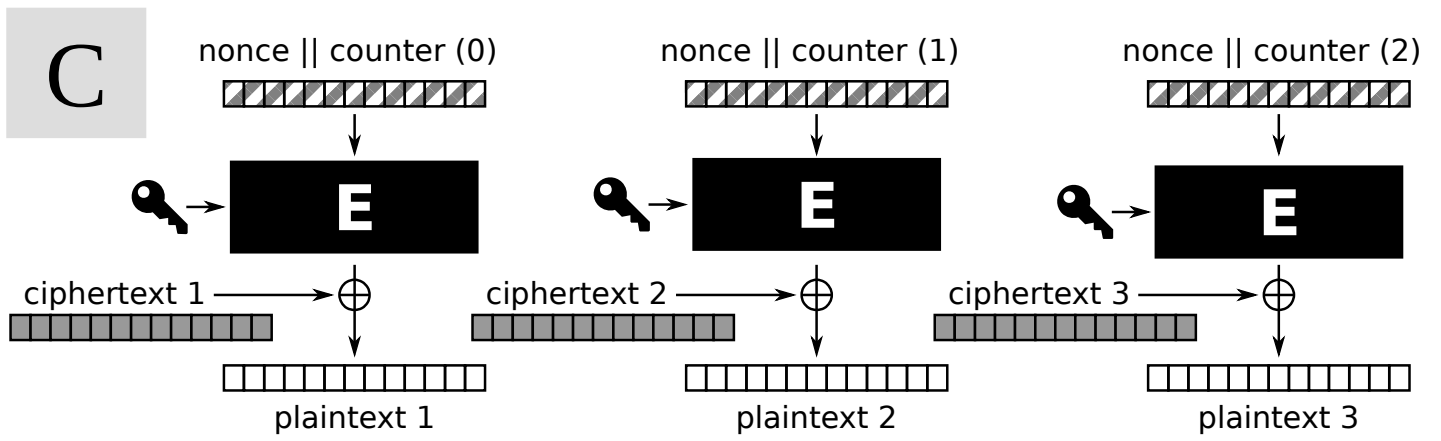 C
nonce || counter (0) nonce || counter (1) nonce || counter (2)
E E E
ciphertext 1 ciphertext 2 ciphertext 3
plaintext 1 plaintext 2 plaintext 3